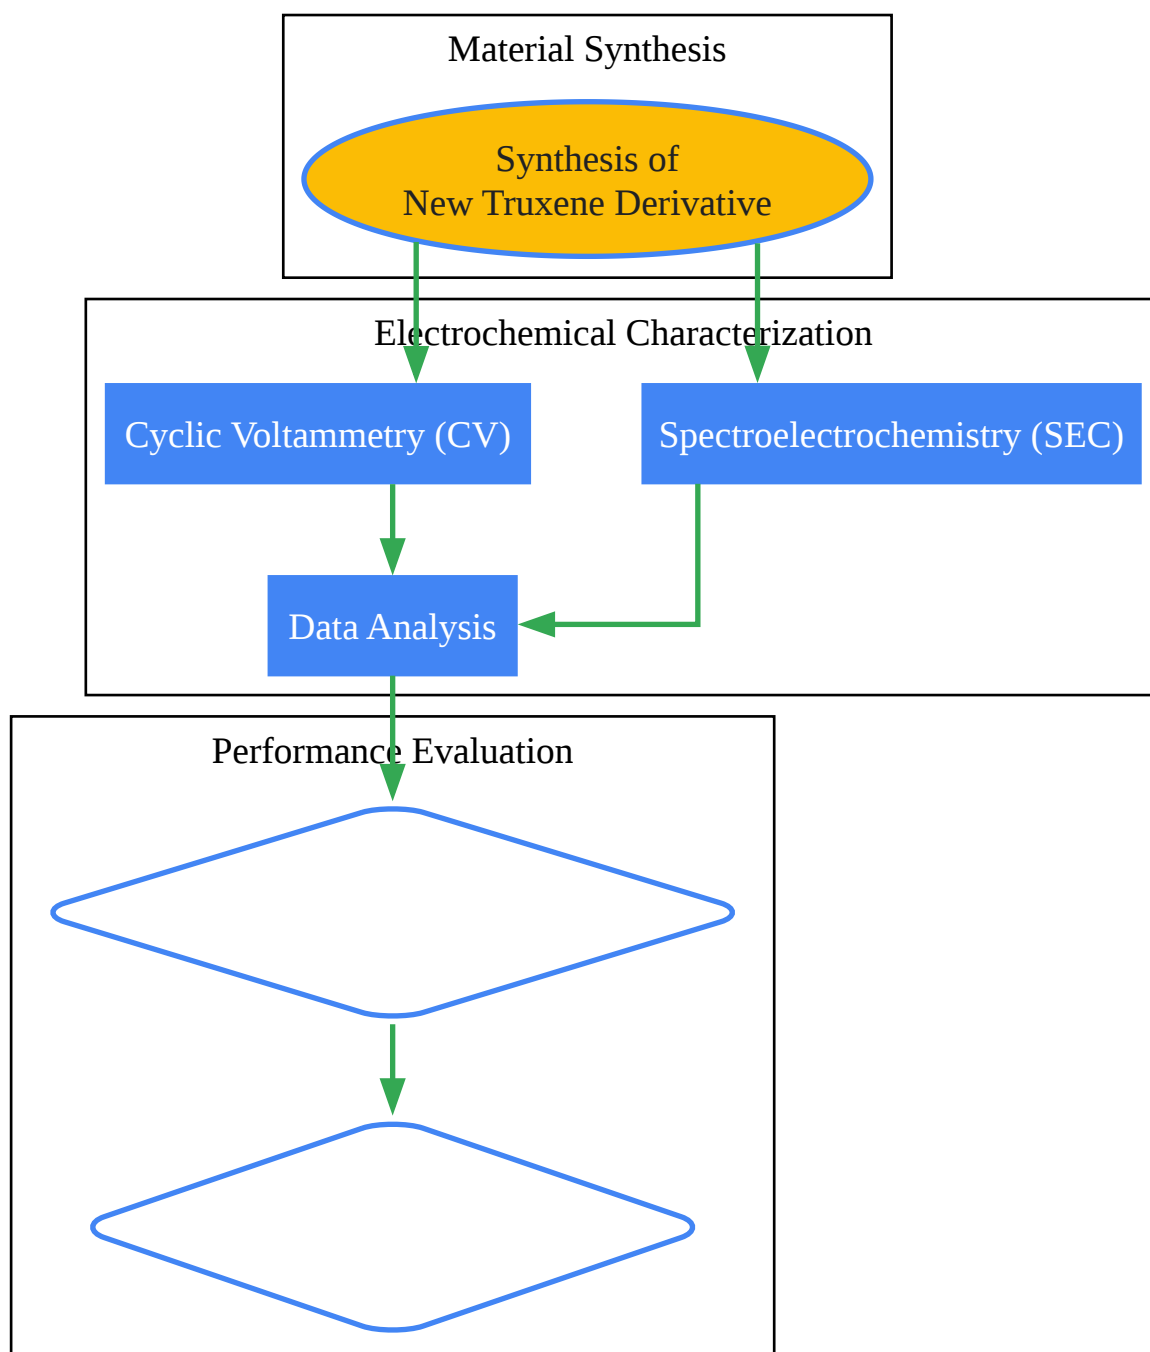 Material Synthesis
Synthesis of
New Truxene Derivative
Electrochemical Characterization
Cyclic Voltammetry (CV)
Spectroelectrochemistry (SEC)
Data Analysis
Performance Evaluation